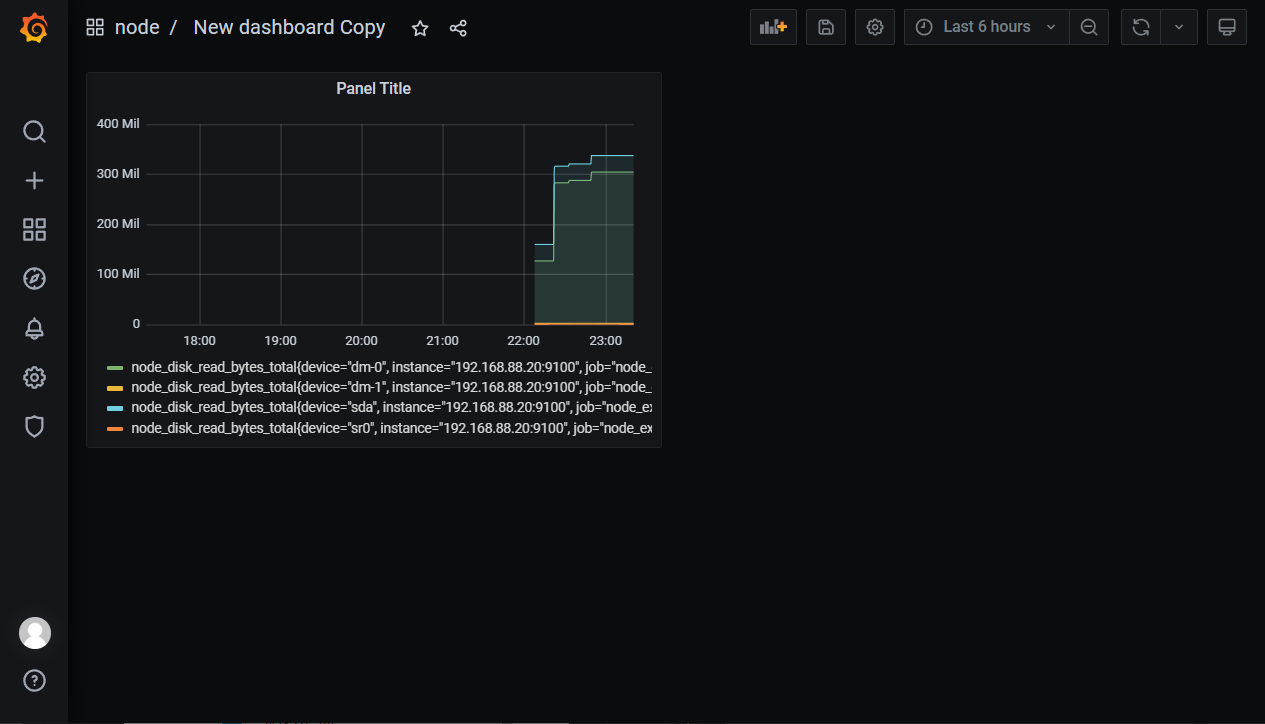 node / New dashboard Copy
Last 6 hours
Panel Title
400 Mil
300 Mil
200 Mil
100 Mil
0
18:00 19:00 20:00 21:00 22:00 23:00
node_disk_read_bytes_total{device="dm-0", instance="192.168.88.20:9100", job="node_
node_disk_read_bytes_total{device="dm-1", instance="192.168.88.20:9100", job="node_
node_disk_read_bytes_total{device="sda", instance="192.168.88.20:9100", job="node_ex
node_disk_read_bytes_total{device="sr0", instance="192.168.88.20:9100", job="node_ex